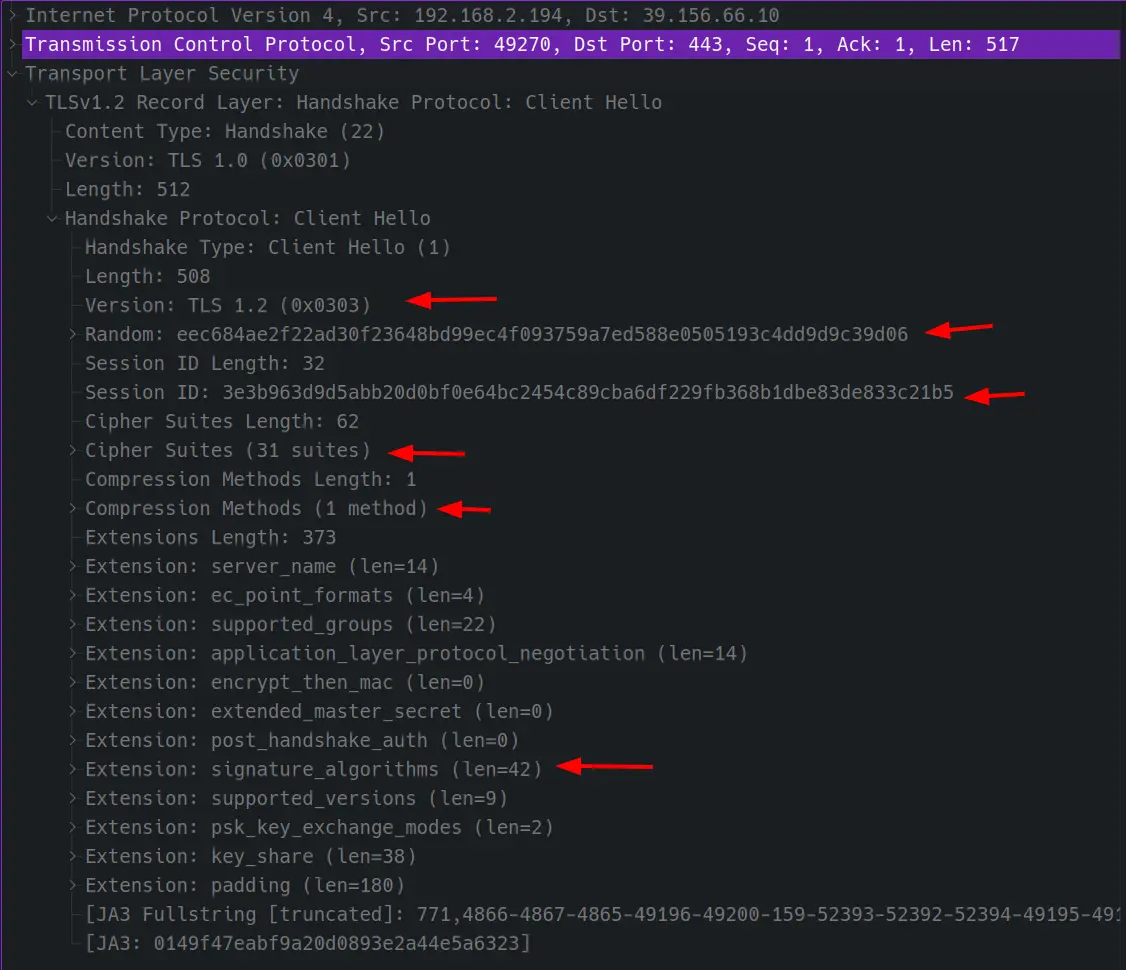 Internet Protocol Version 4, Src: 192.168.2.194, Dst: 39.156.66.10
Transmission Control Protocol, Src Port: 49270, Dst Port: 443, Seq: 1, Ack: 1, Len: 517
Transport Layer Security
TLSv1.2 Record Layer: Handshake Protocol: Client Hello
Content Type: Handshake (22)
Version: TLS 1.0 (0x0301)
Length: 512
Handshake Protocol: Client Hello
Handshake Type: Client Hello (1)
Length: 508
Version: TLS 1.2 (0x0303)
Random: eec684ae2f22ad30f23648bd99ec4f093759a7ed588e0505193c4dd9d9c39d06
Session ID Length: 32
Session ID: 3e3b963d9d5abb20d0bf0e64bc2454c89cba6df229fb368b1dbe83de833c21b5
Cipher Suites Length: 62
Cipher Suites (31 suites)
Compression Methods Length: 1
Compression Methods (1 method)
Extensions Length: 373
Extension: server_name (len=14)
Extension: ec_point_formats (len=4)
Extension: supported_groups (len=22)
Extension: application_layer_protocol_negotiation (len=14)
Extension: encrypt_then_mac (len=0)
Extension: extended_master_secret (len=0)
Extension: post_handshake_auth (len=0)
Extension: signature_algorithms (len=42)
Extension: supported_versions (len=9)
Extension: psk_key_exchange_modes (len=2)
Extension: key_share (len=38)
Extension: padding (len=180)
[JA3 Fullstring [truncated]: 771,4866-4867-4865-49196-49200-159-52393-52392-52394-49195-491
[JA3: 0149f47eabf9a20d0893e2a44e5a6323]